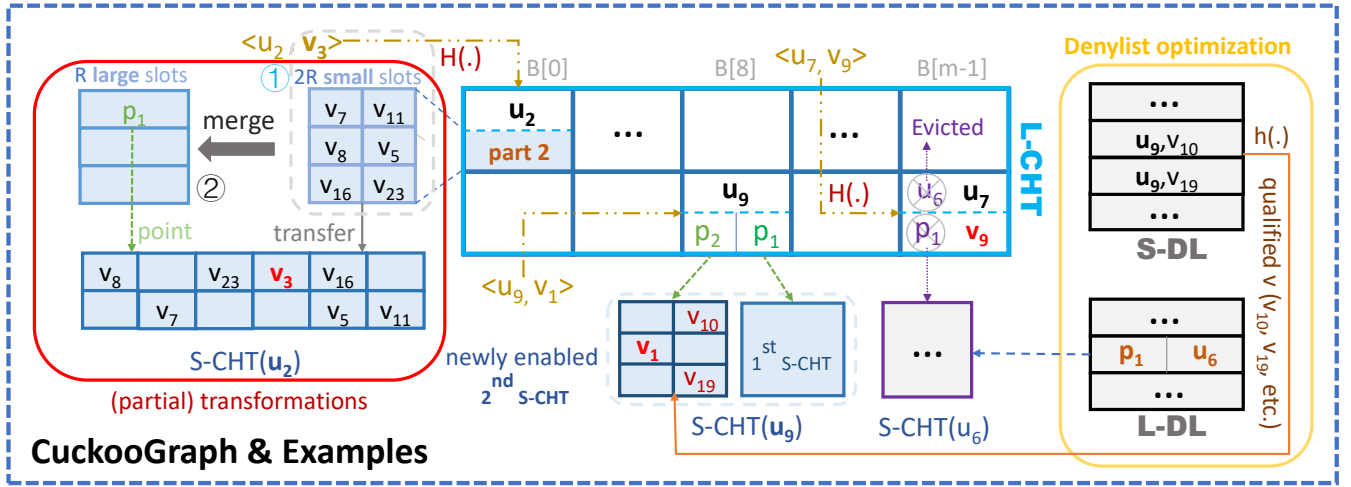 <u2, v3>
H(.)
B[0]
B[8]
B[m-1]
<u7, v9>
Denylist optimization
R large slots
①
2R small slots
p1
merge
②
v7 v11
v8 v5
v16 v23
point
transfer
v8 v23 v3 v16
v7 v5 v11
S-CHT(u2)
(partial) transformations
CuckooGraph & Examples
u2
part 2
...
...
Evicted
L-CHT
u9
p2 p1
H(.)
u6 u7
p1 v9
<u9, v1>
newly enabled
2nd S-CHT
v10
v1
v19
1st S-CHT
S-CHT(u9)
...
S-CHT(u6)
...
u9,v10
u9,v19
...
S-DL
h(.)
qualified v (v10, v19, etc.)
...
p1 u6
...
L-DL